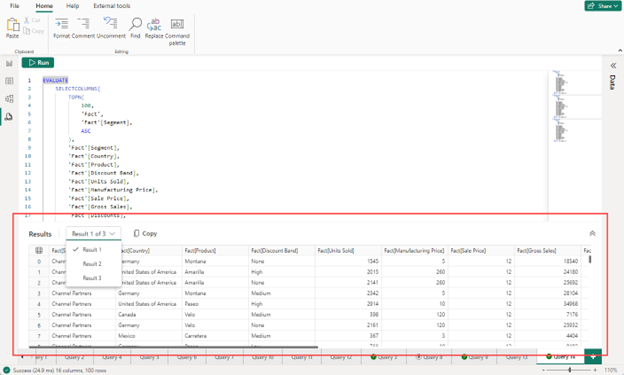 File Home Help External tools Share
Paste Cut Copy Format Comment Uncomment Find Replace Command palette
Clipboard Editing
Run
Data
1 EVALUATE
2 SELECTCOLUMNS(
3 TOPN(
4 100,
5 'Fact',
6 'Fact'[Segment],
7 ASC
8 ),
9 'Fact'[Segment],
10 'Fact'[Country],
11 'Fact'[Product],
12 'Fact'[Discount Band],
13 'Fact'[Units Sold],
14 'Fact'[Manufacturing Price],
15 'Fact'[Sale Price],
16 'Fact'[Gross Sales],
17 'Fact'[Discounts],
Results Result 1 of 3 Copy
Result 1
Result 2
Result 3
Fact[Country] Fact[Product] Fact[Discount Band] Fact[Units Sold] Fact[Manufacturing Price] Fact[Sale Price] Fact[Gross Sales]
0 Germany Montana None 1545 5 12 18540
1 United States of America Amarilla High 2015 260 12 24180
2 United States of America Amarilla None 2141 260 12 25692
3 Channel Partners Germany Montana Medium 2342 5 12 28104
4 Channel Partners United States of America Paseo High 2914 10 12 34968
5 Channel Partners Canada Velo Medium 598 120 12 7176
6 Channel Partners Germany Velo None 2161 120 12 25932
7 Channel Partners Mexico Carretera Medium 367 3 12 4404
Query 2 Query 4 Query 5 Query 6 Query 7 Query 10 Query 11 Query 12 Query 3 Query 8 Query 9 Query 13 Query 14
Success (24.9 ms) 16 columns, 100 rows 110%